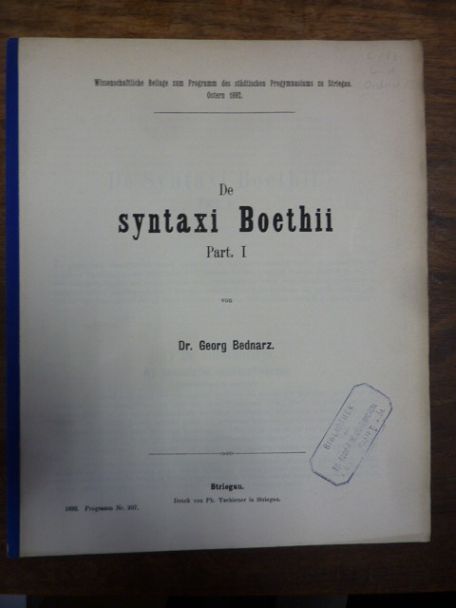 Wissenschaftliche Beilage zum Programm des städtischen Progymnasiums zu Striegau.
Ostern 1892.
De
syntaxi Boethii
Part. I
von
Dr. Georg Bednarz.
BIBLIOTHEK
Striegau.
Druck von Ph. Tschörner in Striegau.
1892. Programm Nr. 207.